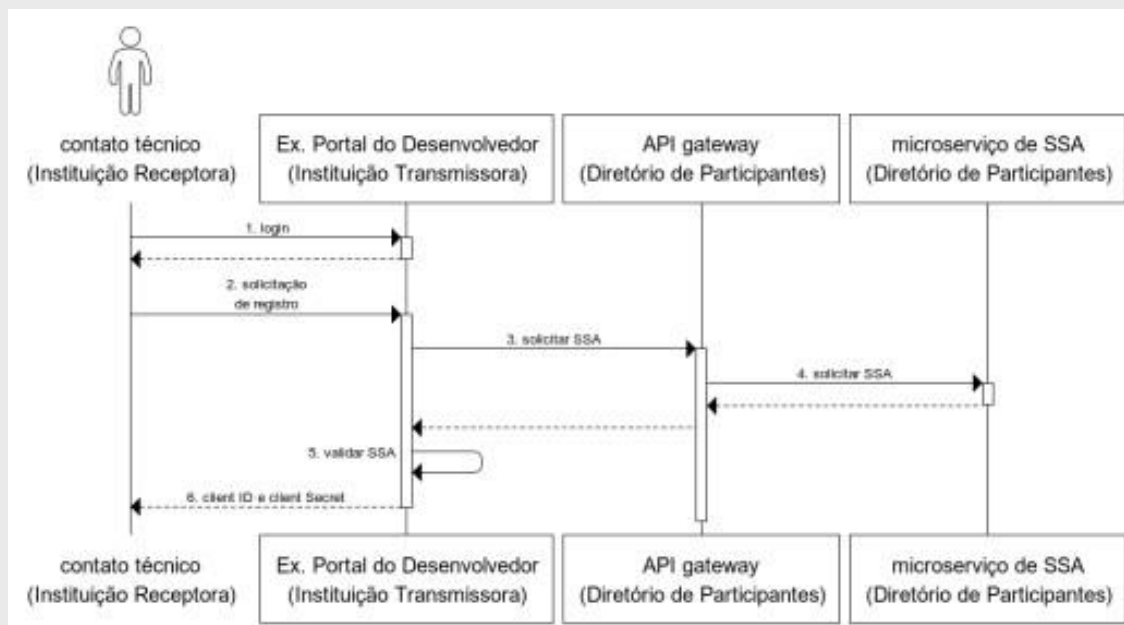 contato técnico
(Instituição Receptora)
Ex. Portal do Desenvolvedor
(Instituição Transmissora)
API gateway
(Diretório de Participantes)
microserviço de SSA
(Diretório de Participantes)
1. login
2. solicitação
de registro
3. solicitar SSA
4. solicitar SSA
5. validar SSA
6. client ID e client Secret
contato técnico
(Instituição Receptora)
Ex. Portal do Desenvolvedor
(Instituição Transmissora)
API gateway
(Diretório de Participantes)
microserviço de SSA
(Diretório de Participantes)